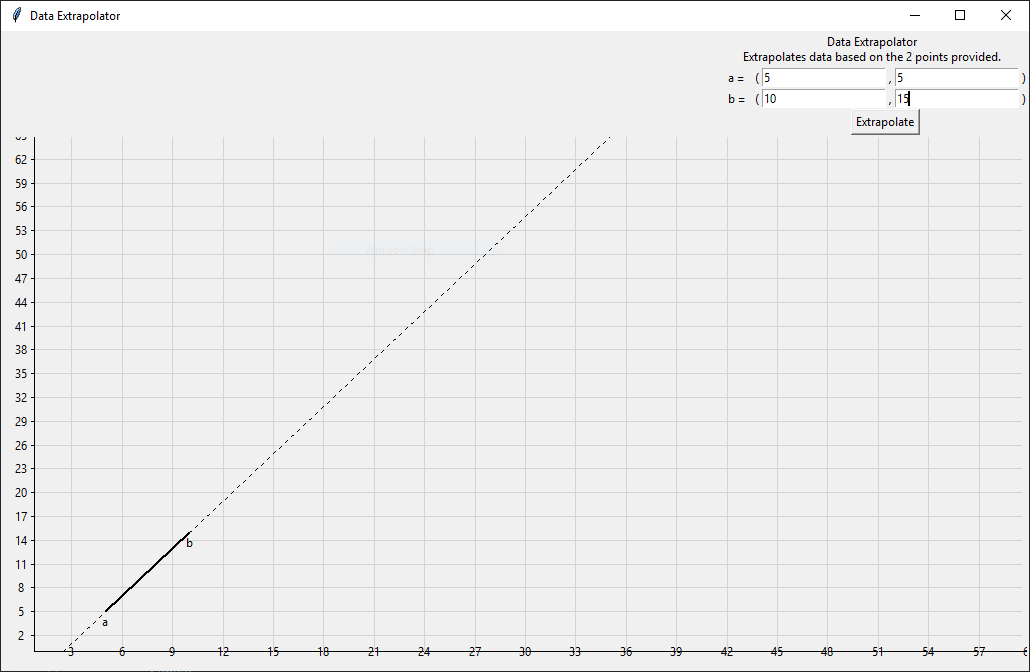 Data Extrapolator
Data Extrapolator
Extrapolates data based on the 2 points provided.
a = ( 5 , 5 )
b = ( 10 , 15 )
Extrapolate
62
59
56
53
50
47
44
41
38
35
32
29
26
23
20
17
14
b
11
8
5
a
2
3 6 9 12 15 18 21 24 27 30 33 36 39 42 45 48 51 54 57